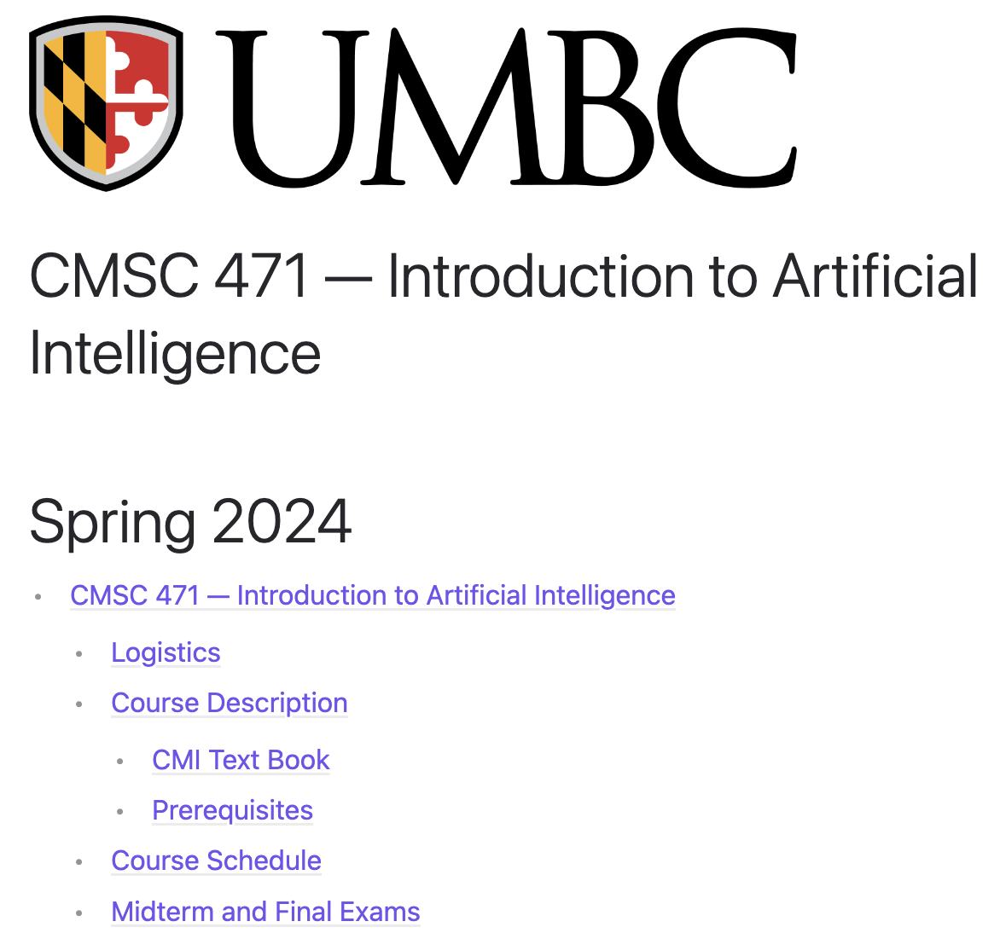 UMBC
CMSC 471 — Introduction to Artificial
Intelligence
Spring 2024
CMSC 471 — Introduction to Artificial Intelligence
Logistics
Course Description
CMI Text Book
Prerequisites
Course Schedule
Midterm and Final Exams